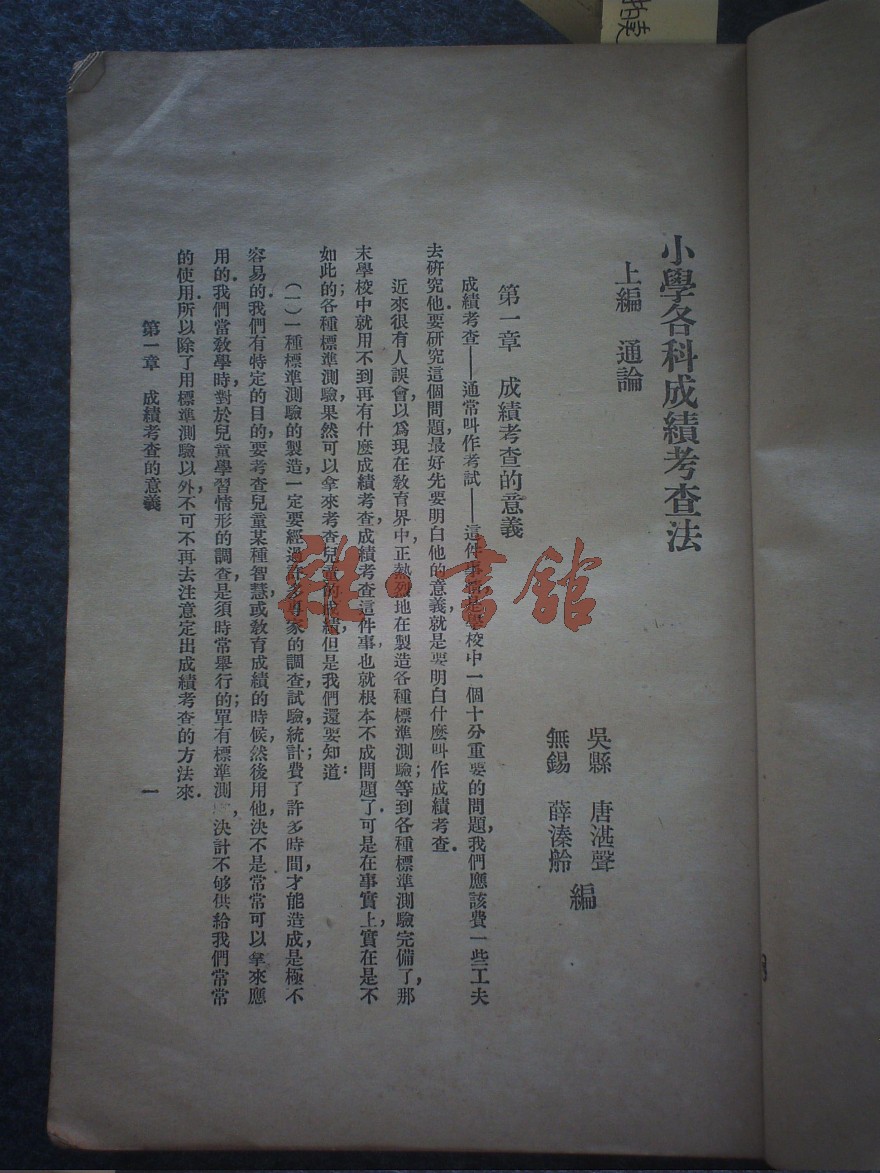 小學各科成績考查法
上編　通論
吳縣　唐湛聲
無錫　薛溱舲
編
第一章　成績考查的意義
成績考查——通常叫作考試——這件事情是學校中一個十分重要的問題，我們應該費一些工夫
去研究他．要研究這個問題，最好先要明白他的意義，就是要明白什麼叫作成績考查．
近來很有人誤會，以爲現在敎育界中，正熱烈地在製造各種標準測驗；等到各種標準測驗完備了，那
末學校中就用不到再有什麼成績考查，成績考查這件事也就根本不成問題了．可是在事實上，實在是不
如此的；各種標準測驗，果然可以拿來考查兒童的成績，但是我們還要知道：
（一）一種標準測驗的製造，一定要經過許多專家的調查，試驗，統計；費了許多時間，才能造成，是極不
容易的．我們有特定的目的，要考查兒童某種智慧，或敎育成績的時候，然後用他，決不是常常可以拿來應
用的．我們當敎學時，對於兒童學習情形的調查，是須時常舉行的；單有標準測，決計不够供給我們常常
的使用．所以除了用標準測驗以外，不可不再去注意定出成績考查的方法來．
第一章　成績考查的意義
一
雜·書館